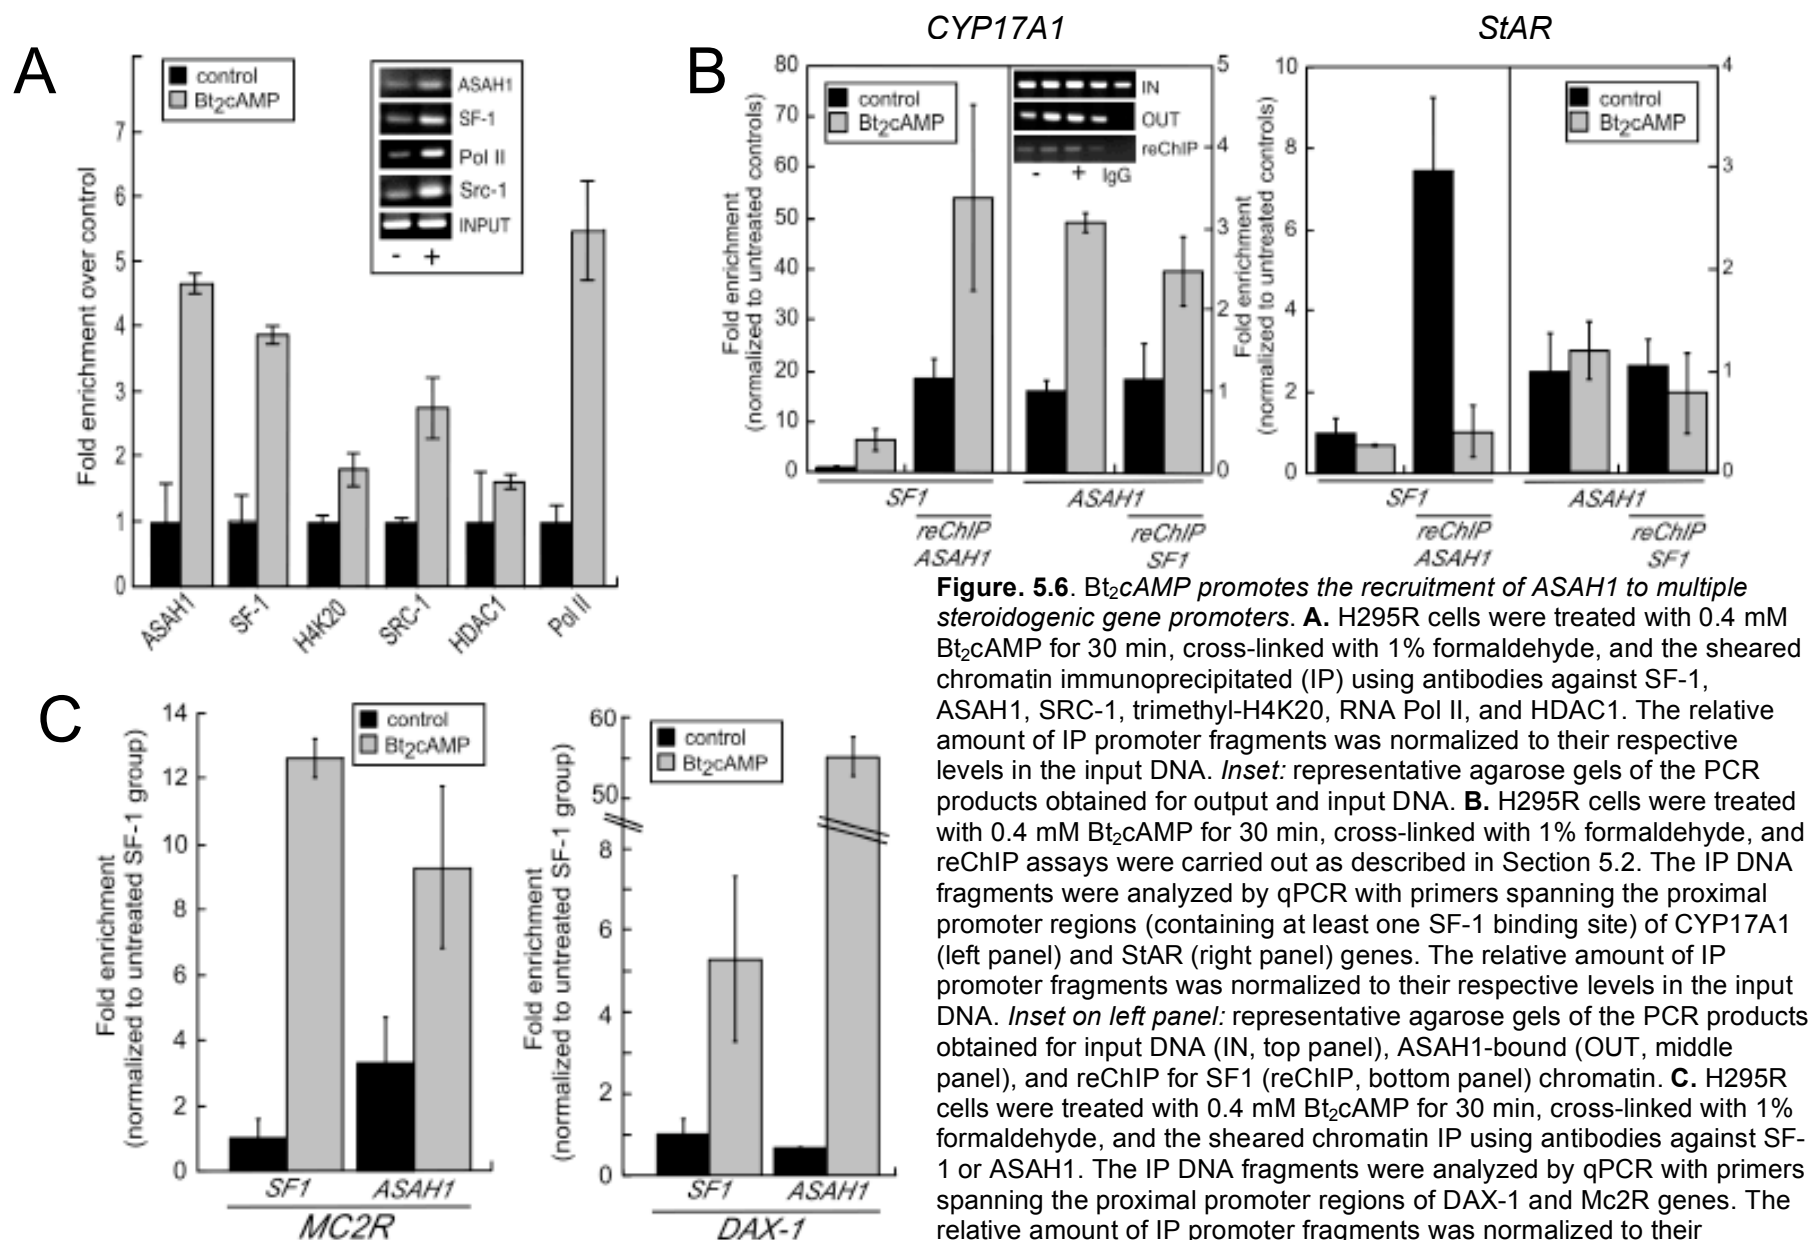 A
control
Bt2cAMP
ASAH1
SF-1
Pol II
Src-1
INPUT
- +
Fold enrichment over control
7
6
5
4
3
2
1
0
ASAH1
SF-1
H4K20
SRC-1
HDAC1
Pol II
B
CYP17A1
control
Bt2cAMP
IN
OUT
reChIP
- + IgG
Fold enrichment
(normalized to untreated controls)
80
70
60
50
40
30
20
10
0
5
4
3
2
1
0
SF1
reChIP
ASAH1
ASAH1
reChIP
SF1
StAR
control
Bt2cAMP
Fold enrichment
(normalized to untreated controls)
10
8
6
4
2
0
4
3
2
1
0
SF1
reChIP
ASAH1
ASAH1
reChIP
SF1
C
control
Bt2cAMP
Fold enrichment
(normalized to untreated SF-1 group)
14
12
10
8
6
4
2
0
SF1
ASAH1
MC2R
control
Bt2cAMP
Fold enrichment
(normalized to untreated SF-1 group)
60
50
8
6
4
2
0
SF1
ASAH1
DAX-1
Figure. 5.6. Bt2cAMP promotes the recruitment of ASAH1 to multiple
steroidogenic gene promoters. A. H295R cells were treated with 0.4 mM
Bt2cAMP for 30 min, cross-linked with 1% formaldehyde, and the sheared
chromatin immunoprecipitated (IP) using antibodies against SF-1,
ASAH1, SRC-1, trimethyl-H4K20, RNA Pol II, and HDAC1. The relative
amount of IP promoter fragments was normalized to their respective
levels in the input DNA. Inset: representative agarose gels of the PCR
products obtained for output and input DNA. B. H295R cells were treated
with 0.4 mM Bt2cAMP for 30 min, cross-linked with 1% formaldehyde, and
reChIP assays were carried out as described in Section 5.2. The IP DNA
fragments were analyzed by qPCR with primers spanning the proximal
promoter regions (containing at least one SF-1 binding site) of CYP17A1
(left panel) and StAR (right panel) genes. The relative amount of IP
promoter fragments was normalized to their respective levels in the input
DNA. Inset on left panel: representative agarose gels of the PCR products
obtained for input DNA (IN, top panel), ASAH1-bound (OUT, middle
panel), and reChIP for SF1 (reChIP, bottom panel) chromatin. C. H295R
cells were treated with 0.4 mM Bt2cAMP for 30 min, cross-linked with 1%
formaldehyde, and the sheared chromatin IP using antibodies against SF-
1 or ASAH1. The IP DNA fragments were analyzed by qPCR with primers
spanning the proximal promoter regions of DAX-1 and Mc2R genes. The
relative amount of IP promoter fragments was normalized to their